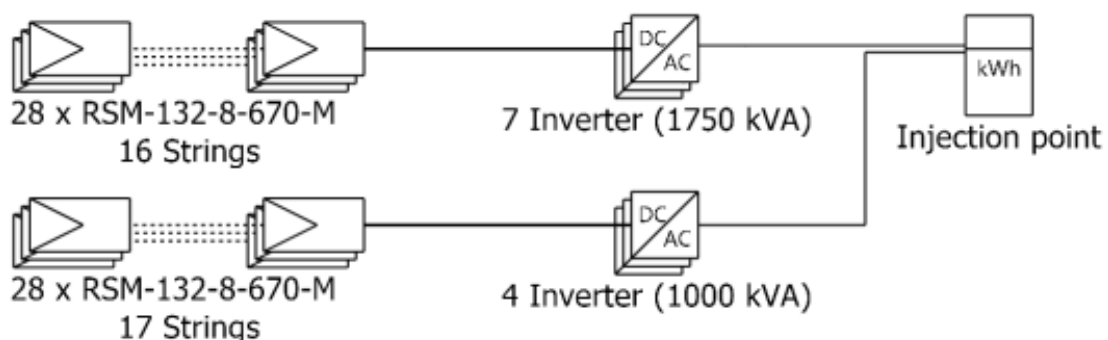 DC
AC
kWh
28 x RSM-132-8-670-M
16 Strings
7 Inverter (1750 kVA)
Injection point
DC
AC
28 x RSM-132-8-670-M
17 Strings
4 Inverter (1000 kVA)